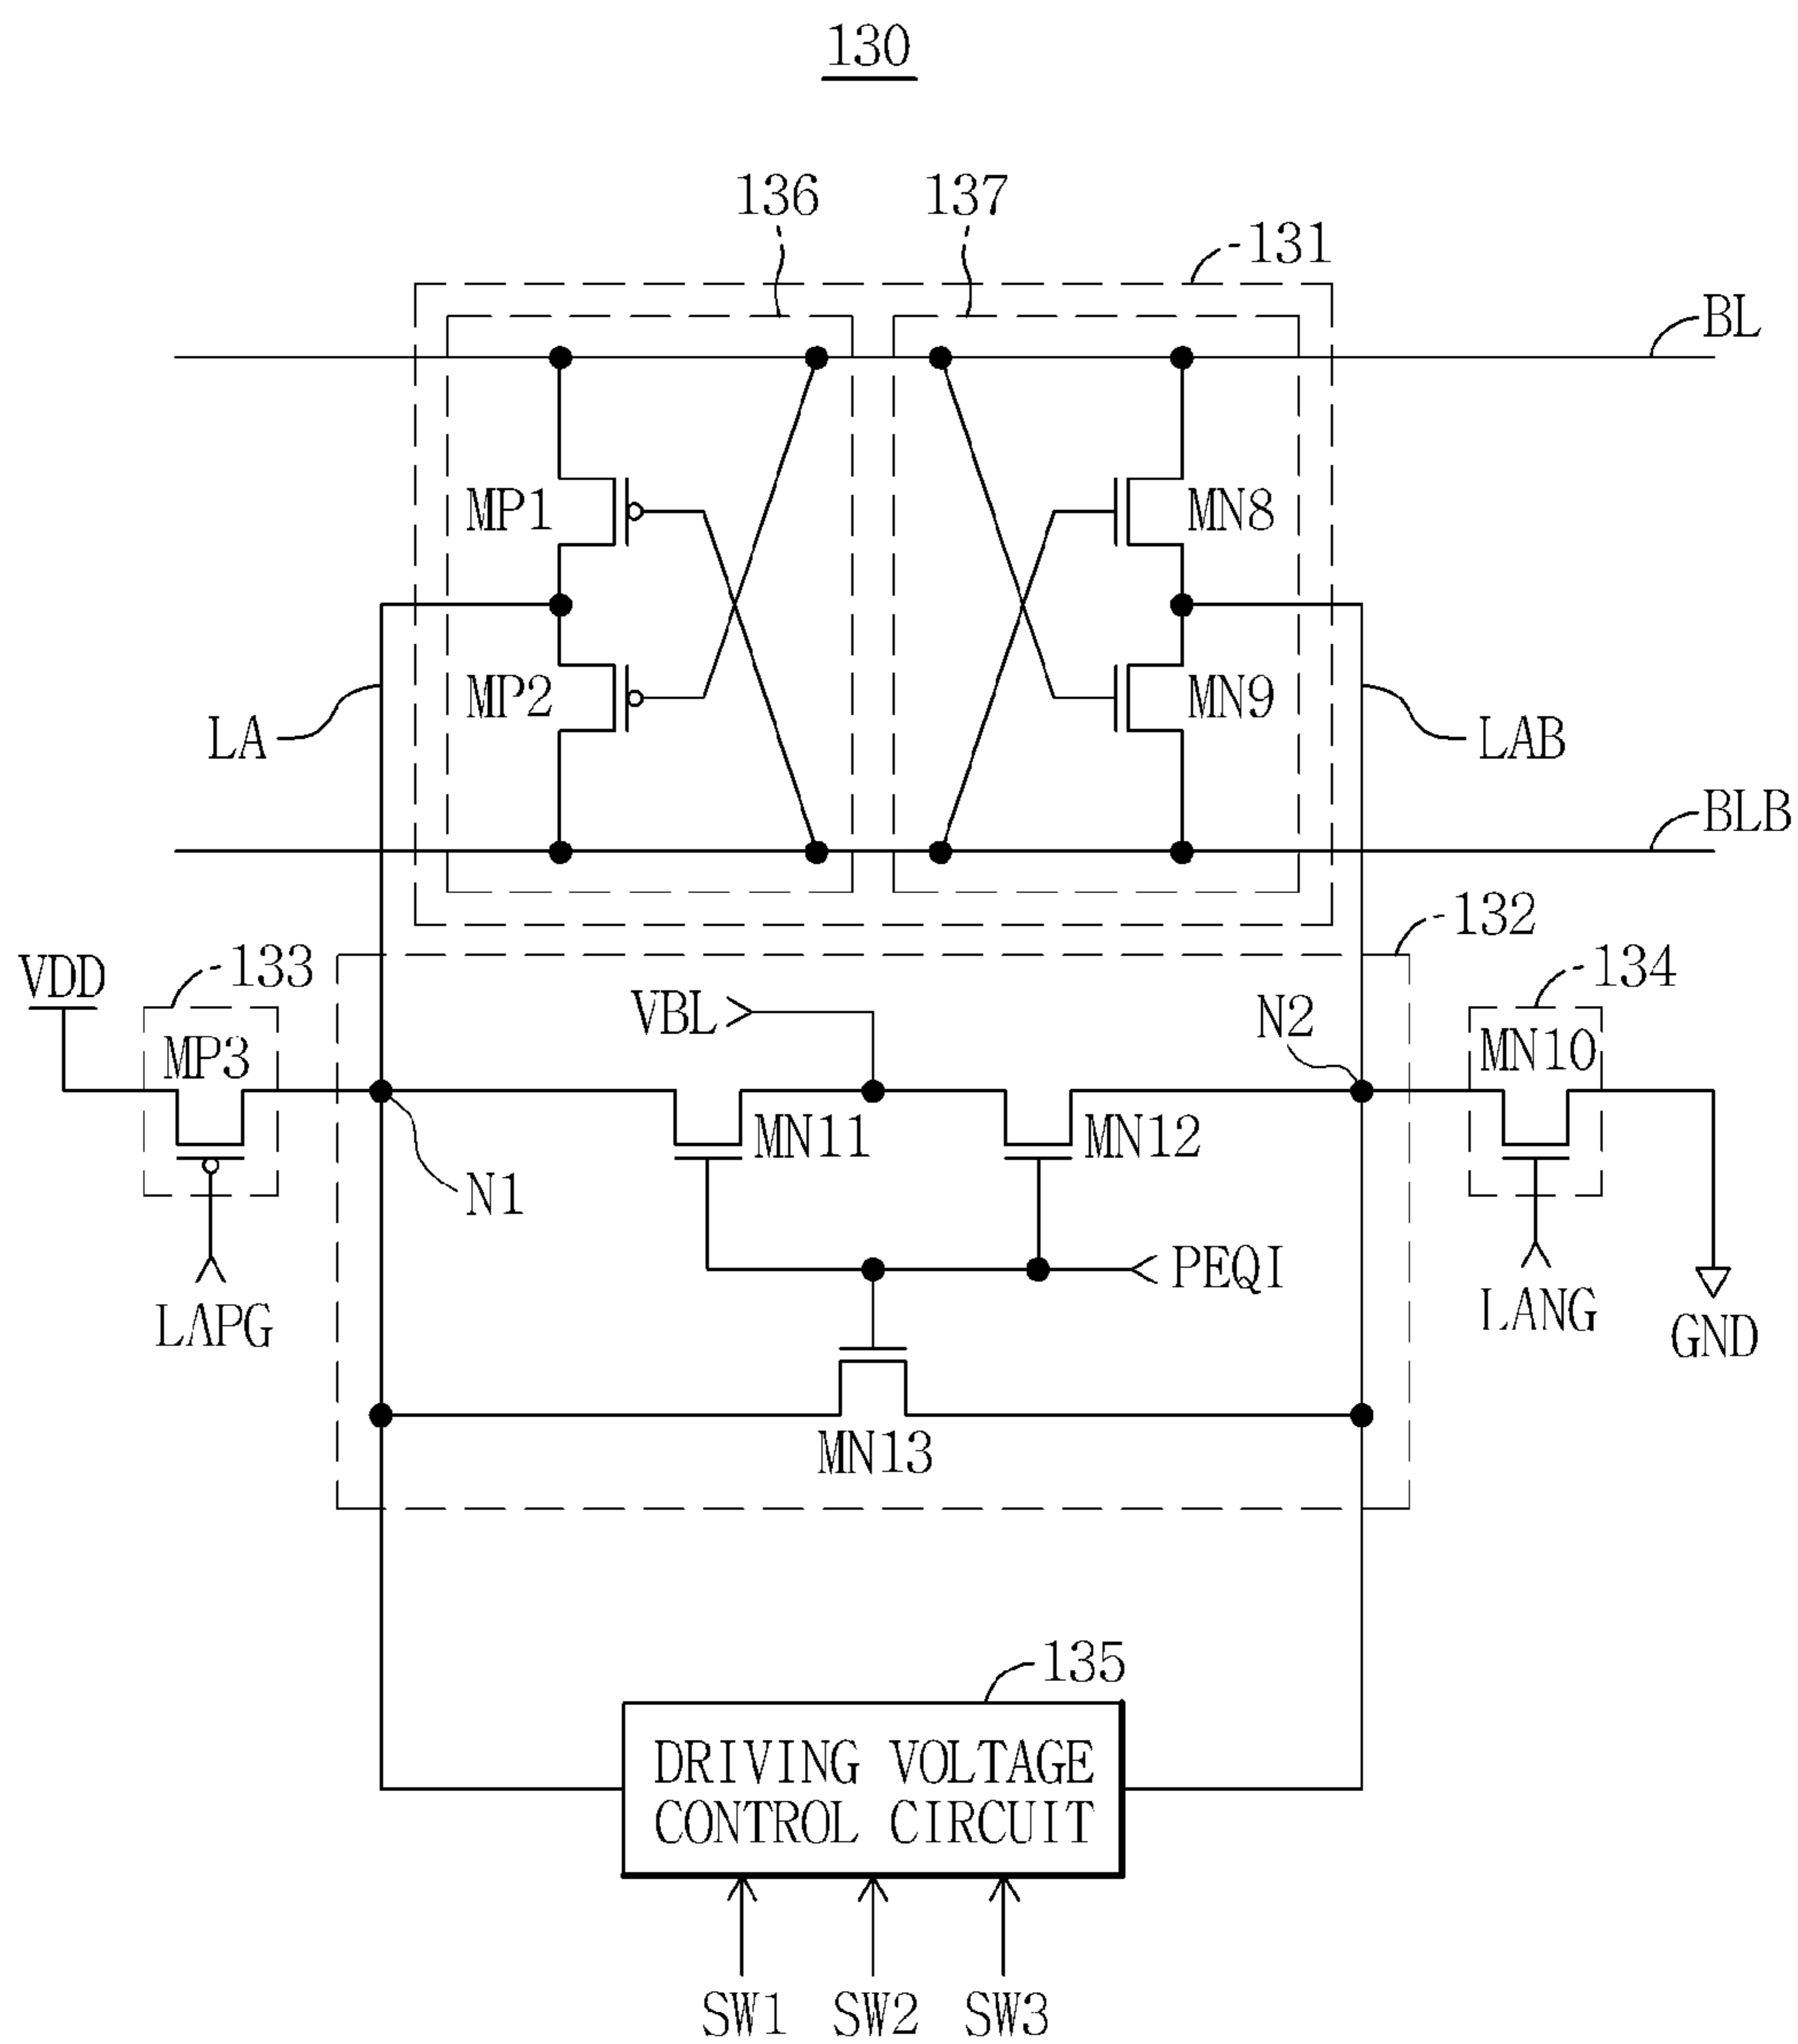 130
136
137
131
BL
MP1
MN8
MP2
MN9
LA
LAB
BLB
132
133
134
VDD
VBL
N2
MP3
MN10
MN11
MN12
N1
PEQI
LAPG
LANG
GND
MN13
135
DRIVING VOLTAGE
CONTROL CIRCUIT
SW1
SW2
SW3